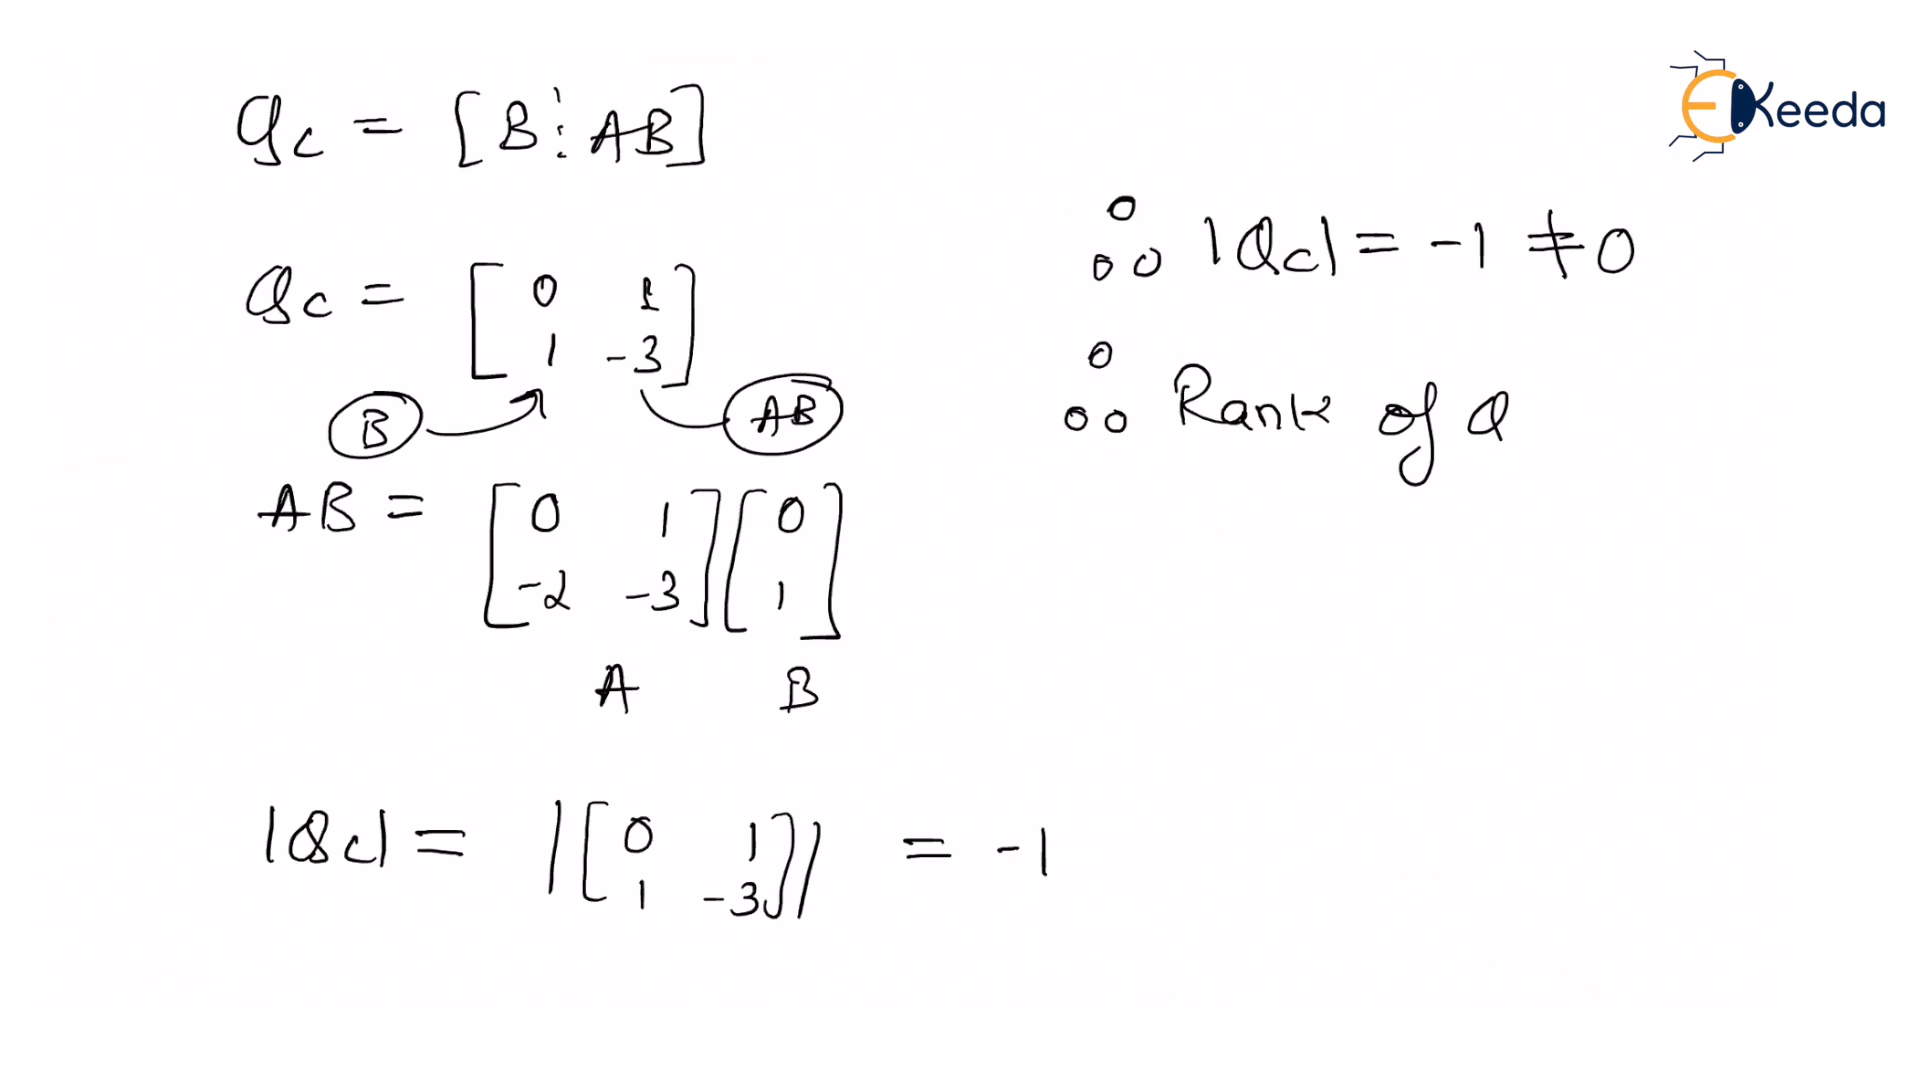 Qc = [B ⋮ AB]
Qc = [0 1
1 -3]
B AB
AB = [0 1
-2 -3] [0
1]
A B
|Qc| = |[0 1
1 -3]| = -1
EKeeda
∴ |Qc| = -1 ≠ 0
∴ Rank of Q